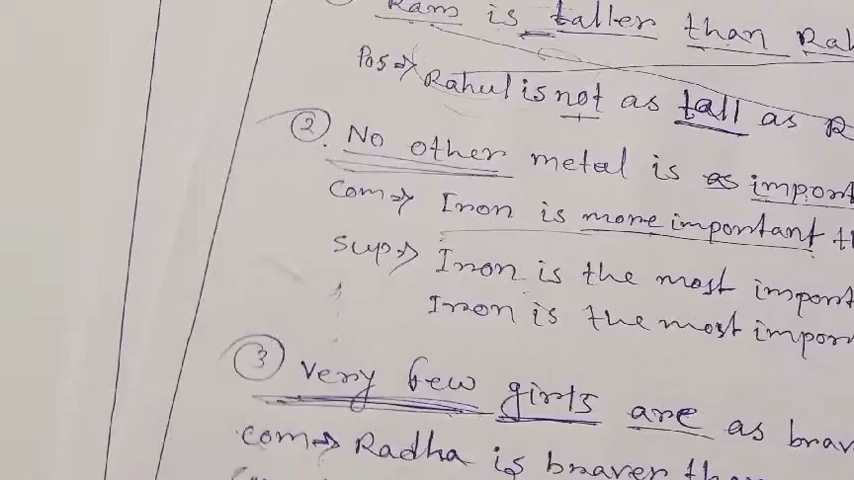 Ram is taller than
Pos→ Rahul is not as tall as
② No other metal is as
Com→ Iron is more important
Sup→ Iron is the most
Iron is the most
③ Very few girls are as
Com→ Radha is braver